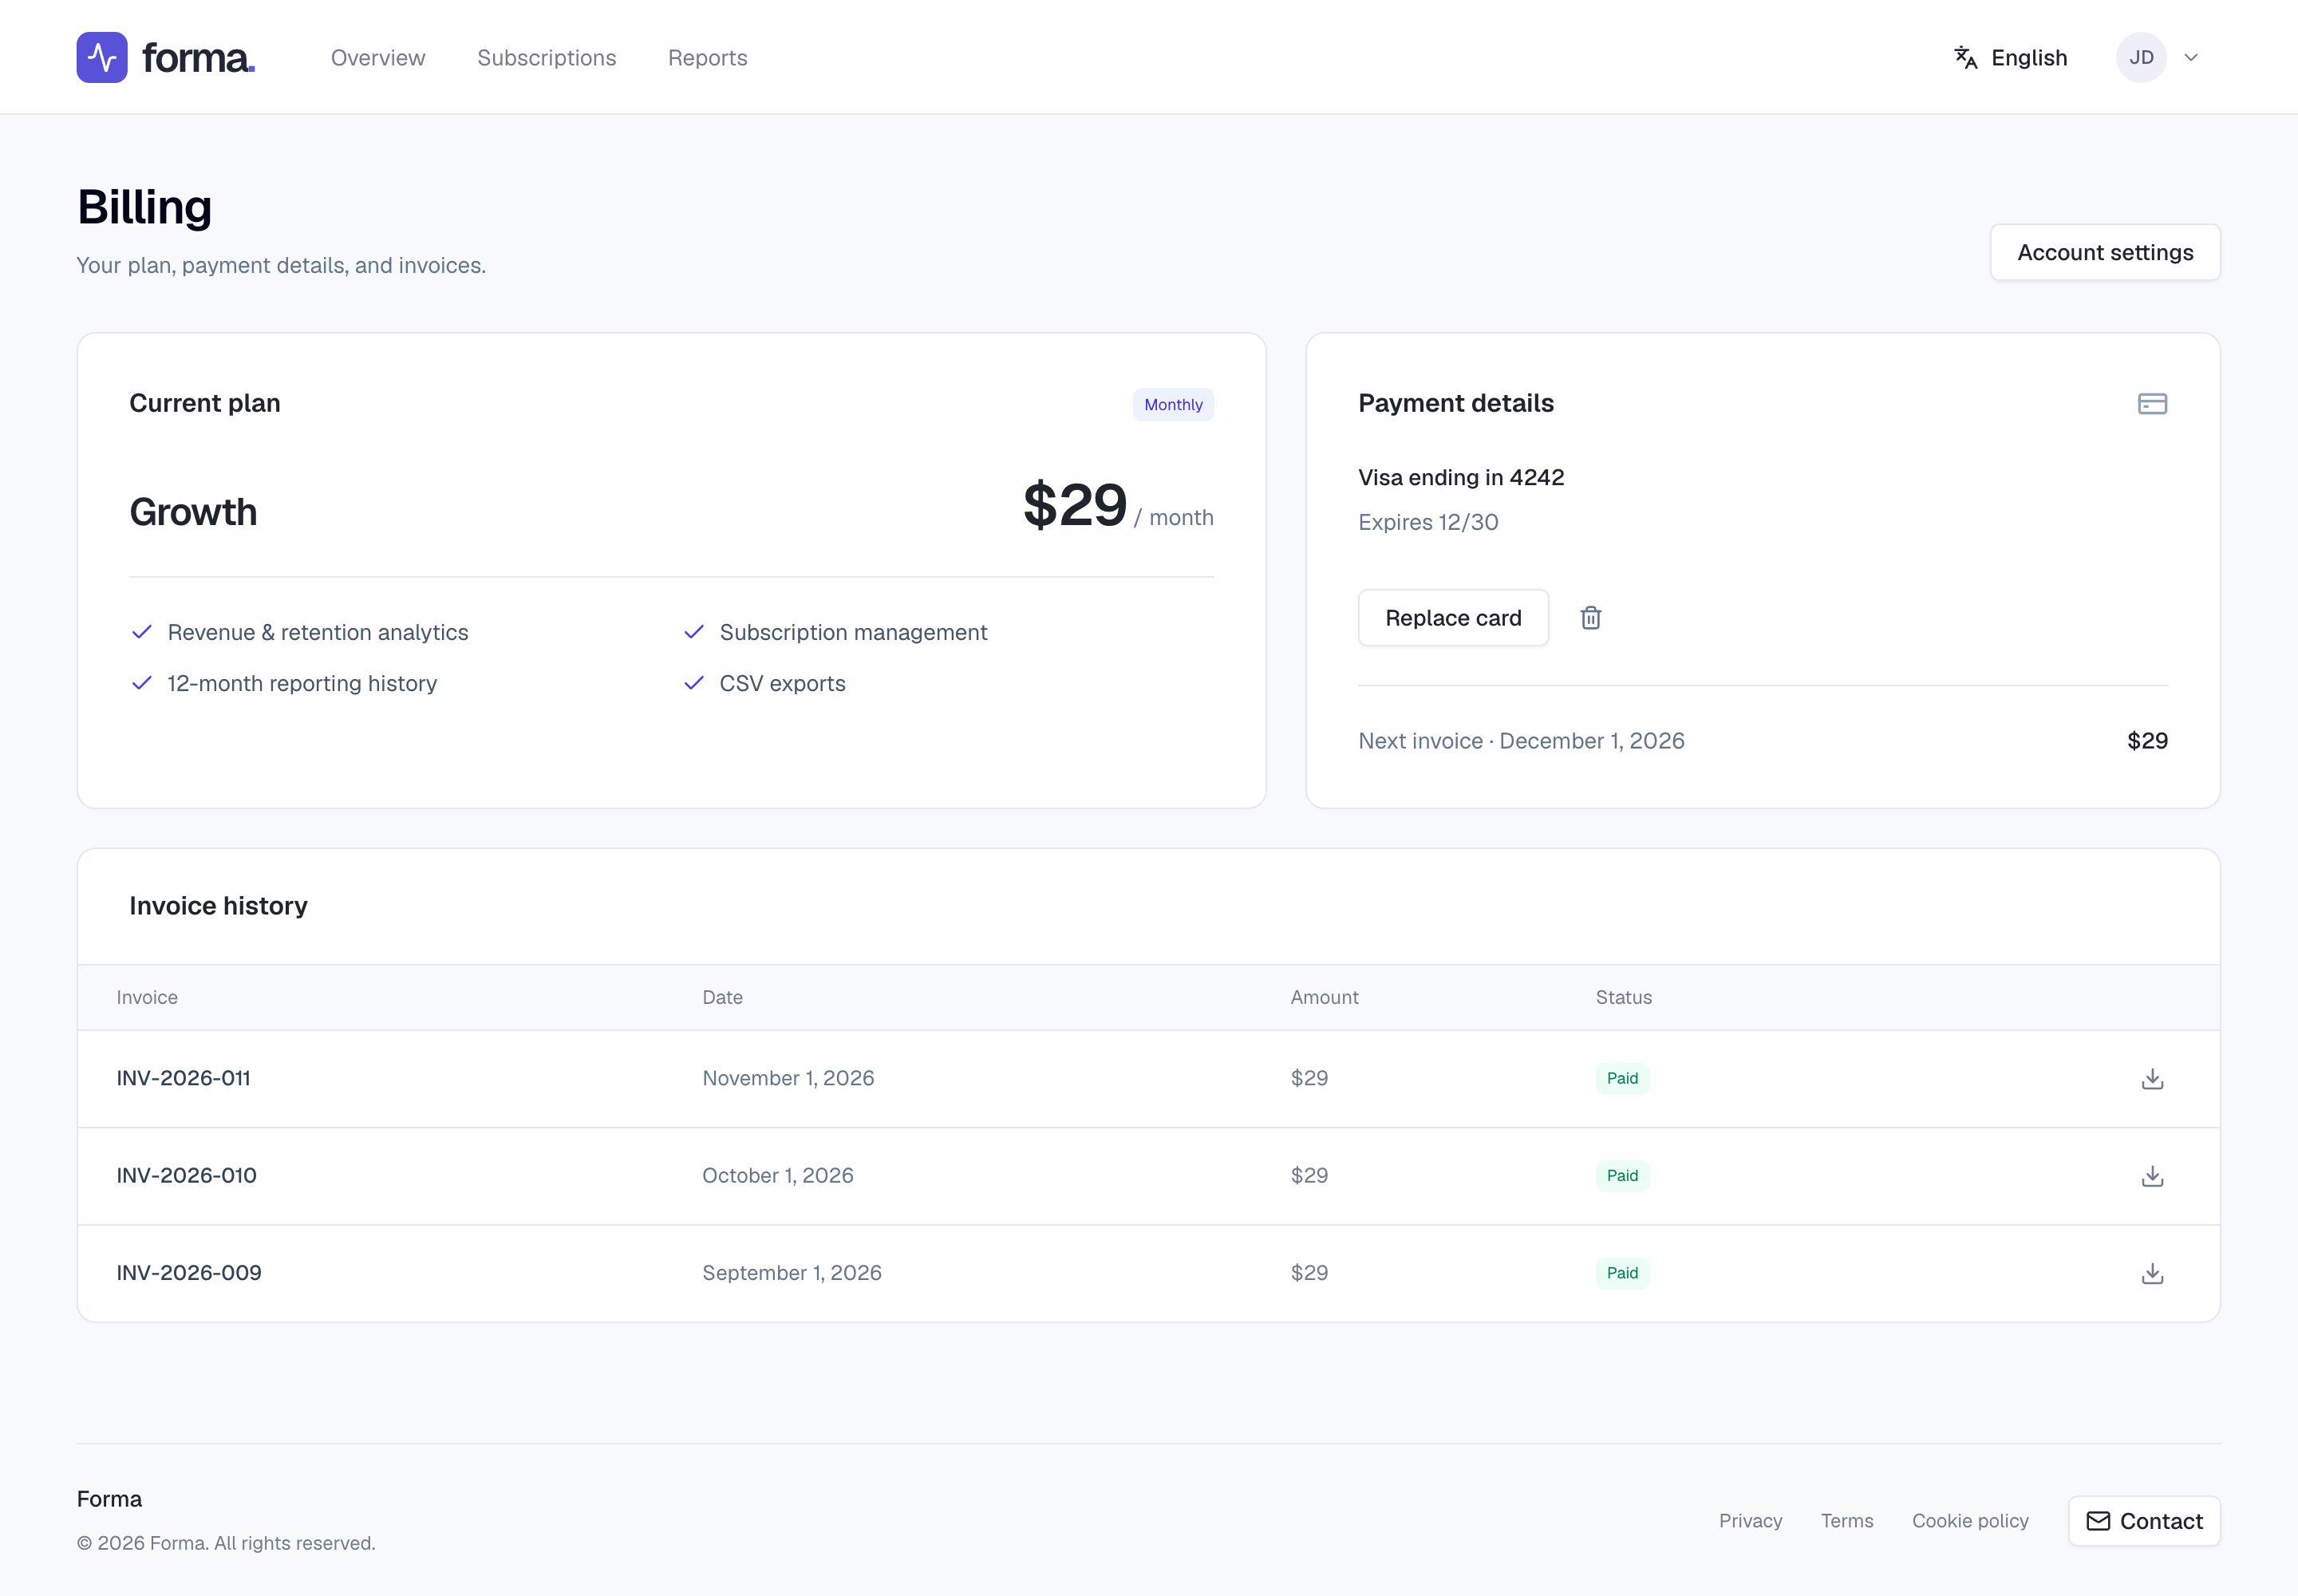 forma.
Overview
Subscriptions
Reports
English
JD
Billing
Your plan, payment details, and invoices.
Account settings
Current plan
Monthly
Growth
$29 / month
Revenue & retention analytics
Subscription management
12-month reporting history
CSV exports
Payment details
Visa ending in 4242
Expires 12/30
Replace card
Next invoice · December 1, 2026
$29
Invoice history
Invoice
Date
Amount
Status
INV-2026-011
November 1, 2026
$29
Paid
INV-2026-010
October 1, 2026
$29
Paid
INV-2026-009
September 1, 2026
$29
Paid
Forma
© 2026 Forma. All rights reserved.
Privacy
Terms
Cookie policy
Contact